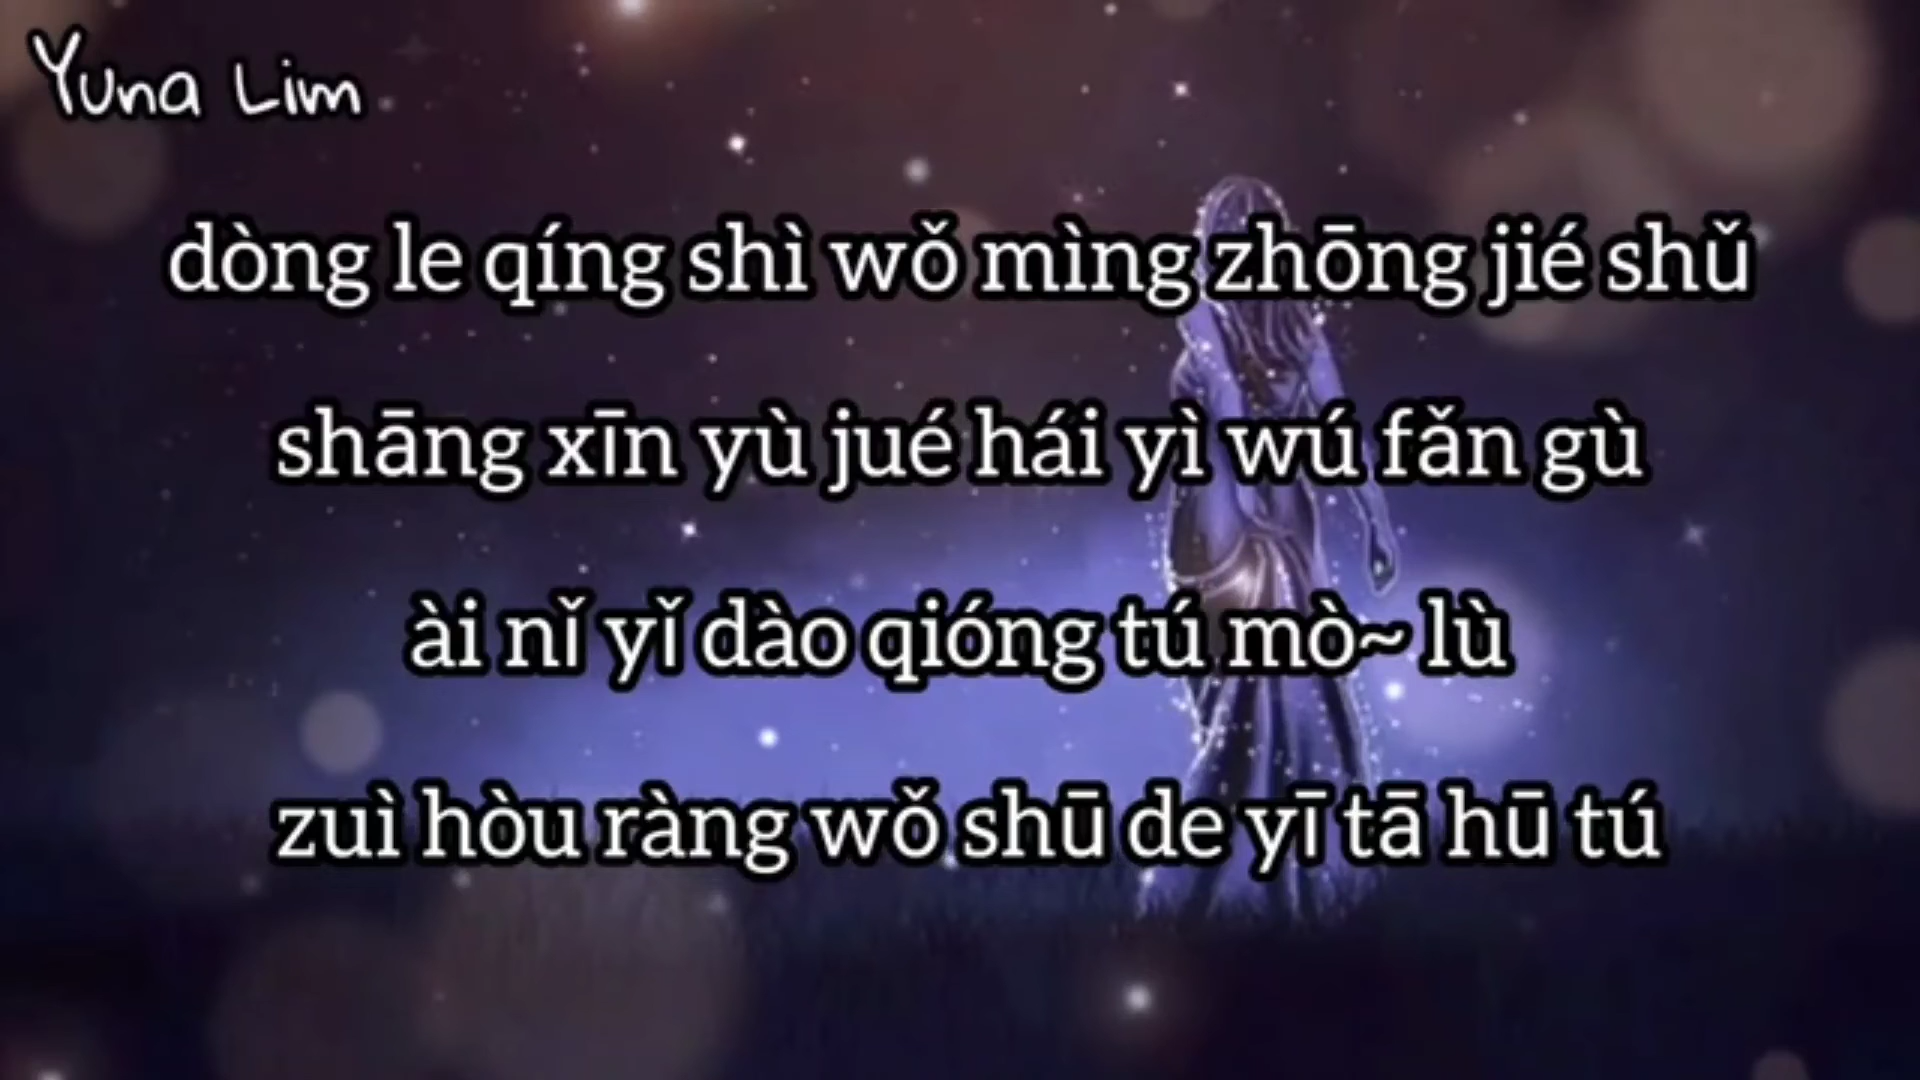 Yuna Lim
dòng le qíng shì wǒ mìng zhōng jié shǔ
shāng xīn yù jué hái yì wú fǎn gù
ài nǐ yǐ dào qióng tú mò~ lù
zuì hòu ràng wǒ shū de yī tā hū tú